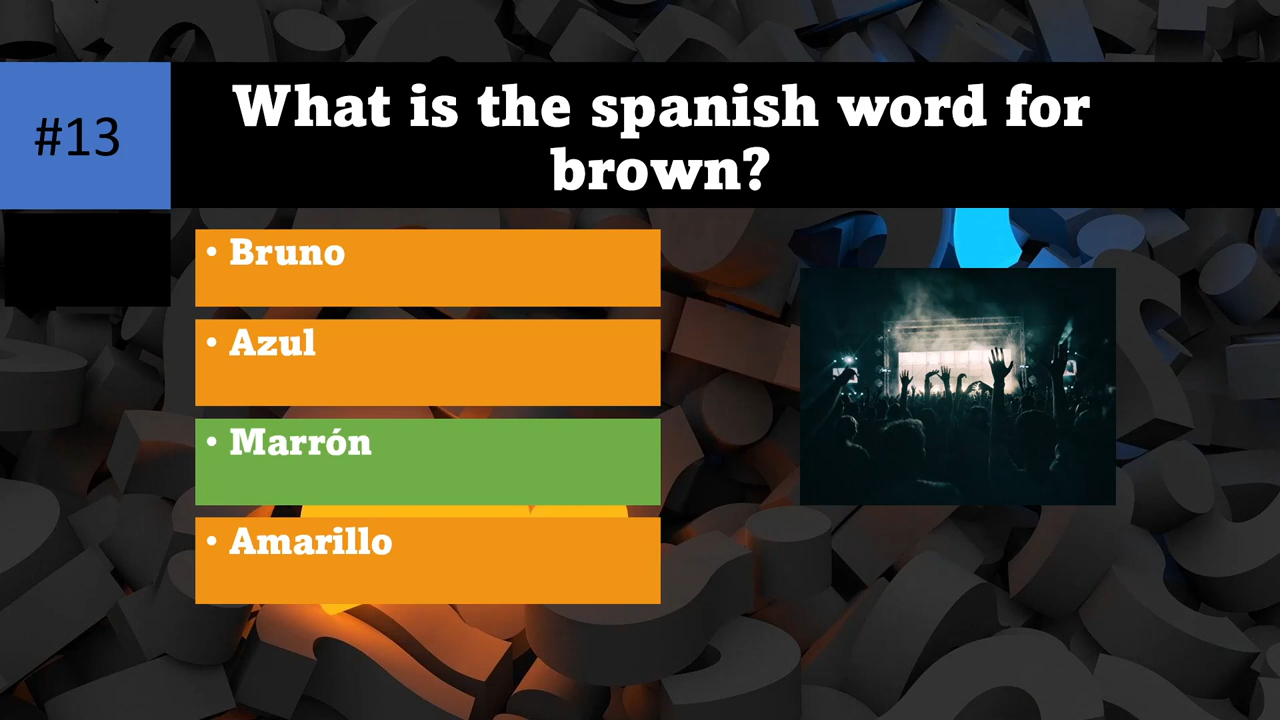 #13
What is the spanish word for
brown?
• Bruno
• Azul
• Marrón
• Amarillo